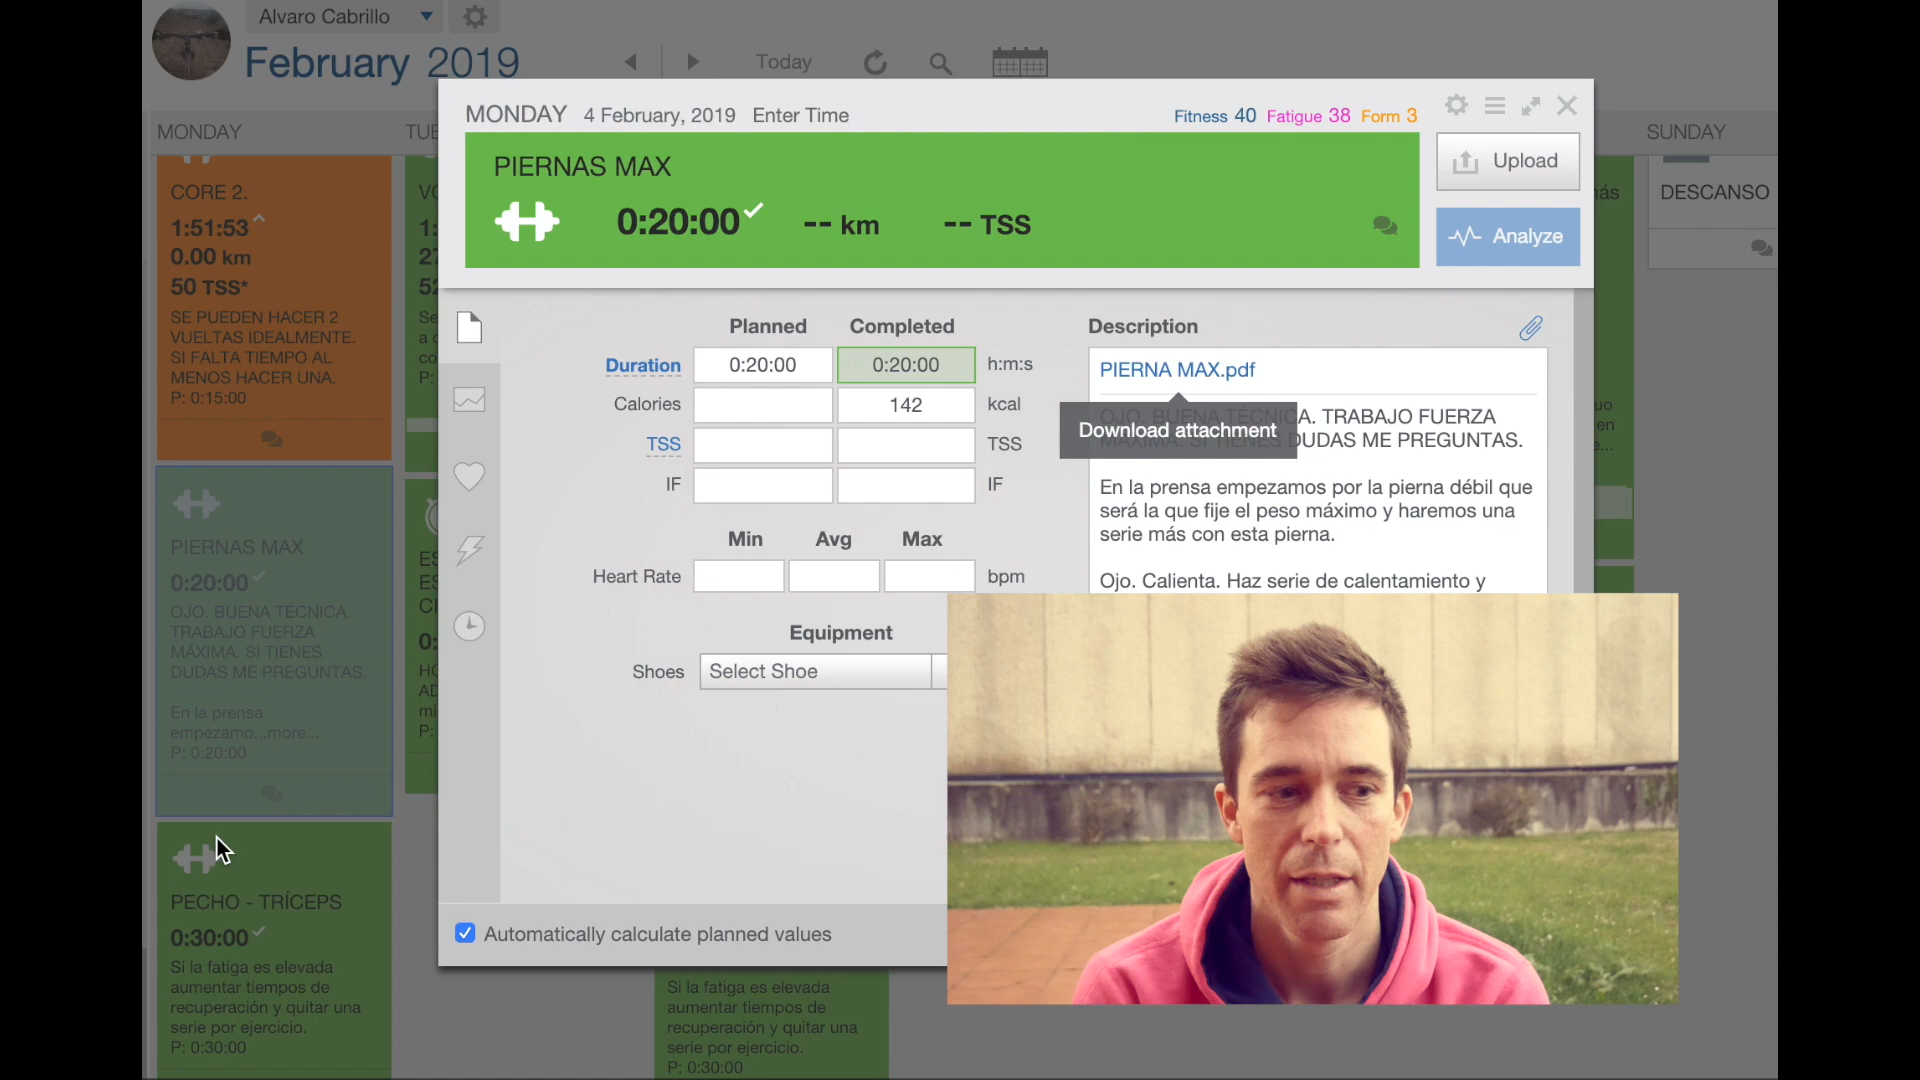 Alvaro Cabrillo
February 2019
Today
MONDAY
TUE
SUNDAY
CORE 2.
1:51:53
0.00 km
50 TSS*
SE PUEDEN HACER 2
VUELTAS IDEALMENTE.
SI FALTA TIEMPO AL
MENOS HACER UNA.
P: 0:15:00
PIERNAS MAX
0:20:00
OJO. BUENA TÉCNICA.
TRABAJO FUERZA
MÁXIMA. SI TIENES
DUDAS ME PREGUNTAS.
En la prensa
empezamo...more...
P: 0:20:00
PECHO - TRÍCEPS
0:30:00
Si la fatiga es elevada
aumentar tiempos de
recuperación y quitar una
serie por ejercicio.
P: 0:30:00
MONDAY 4 February, 2019 Enter Time
Fitness 40 Fatigue 38 Form 3
PIERNAS MAX
0:20:00 -- km -- TSS
Upload
Analyze
Planned Completed
Duration 0:20:00 0:20:00 h:m:s
Calories 142 kcal
TSS TSS
IF IF
Min Avg Max
Heart Rate bpm
Equipment
Shoes Select Shoe
Automatically calculate planned values
Description
PIERNA MAX.pdf
Download attachment
OJO. BUENA TÉCNICA. TRABAJO FUERZA
MÁXIMA. SI TIENES DUDAS ME PREGUNTAS.
En la prensa empezamos por la pierna débil que
será la que fije el peso máximo y haremos una
serie más con esta pierna.
Ojo. Calienta. Haz serie de calentamiento y
DESCANSO
Si la fatiga es elevada
aumentar tiempos de
recuperación y quitar una
serie por ejercicio.
P: 0:30:00